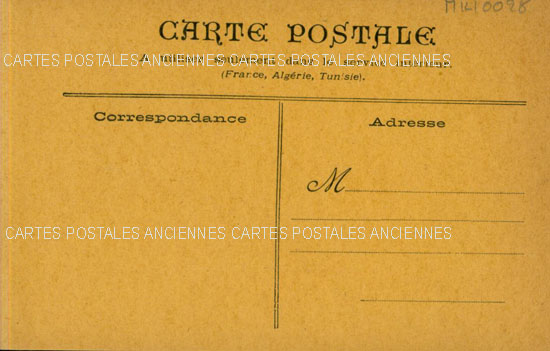 MK10098
CARTE POSTALE
CARTES POSTALES ANCIENNES CARTES POSTALES ANCIENNES
(France, Algérie, Tunisie).
Correspondance
Adresse
M
CARTES POSTALES ANCIENNES CARTES POSTALES ANCIENNES